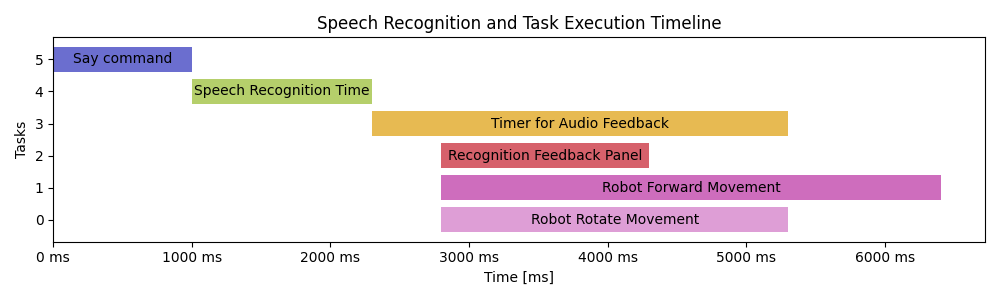 Speech Recognition and Task Execution Timeline
Tasks
5
Say command
4
Speech Recognition Time
3
Timer for Audio Feedback
2
Recognition Feedback Panel
1
Robot Forward Movement
0
Robot Rotate Movement
0 ms 1000 ms 2000 ms 3000 ms 4000 ms 5000 ms 6000 ms
Time [ms]